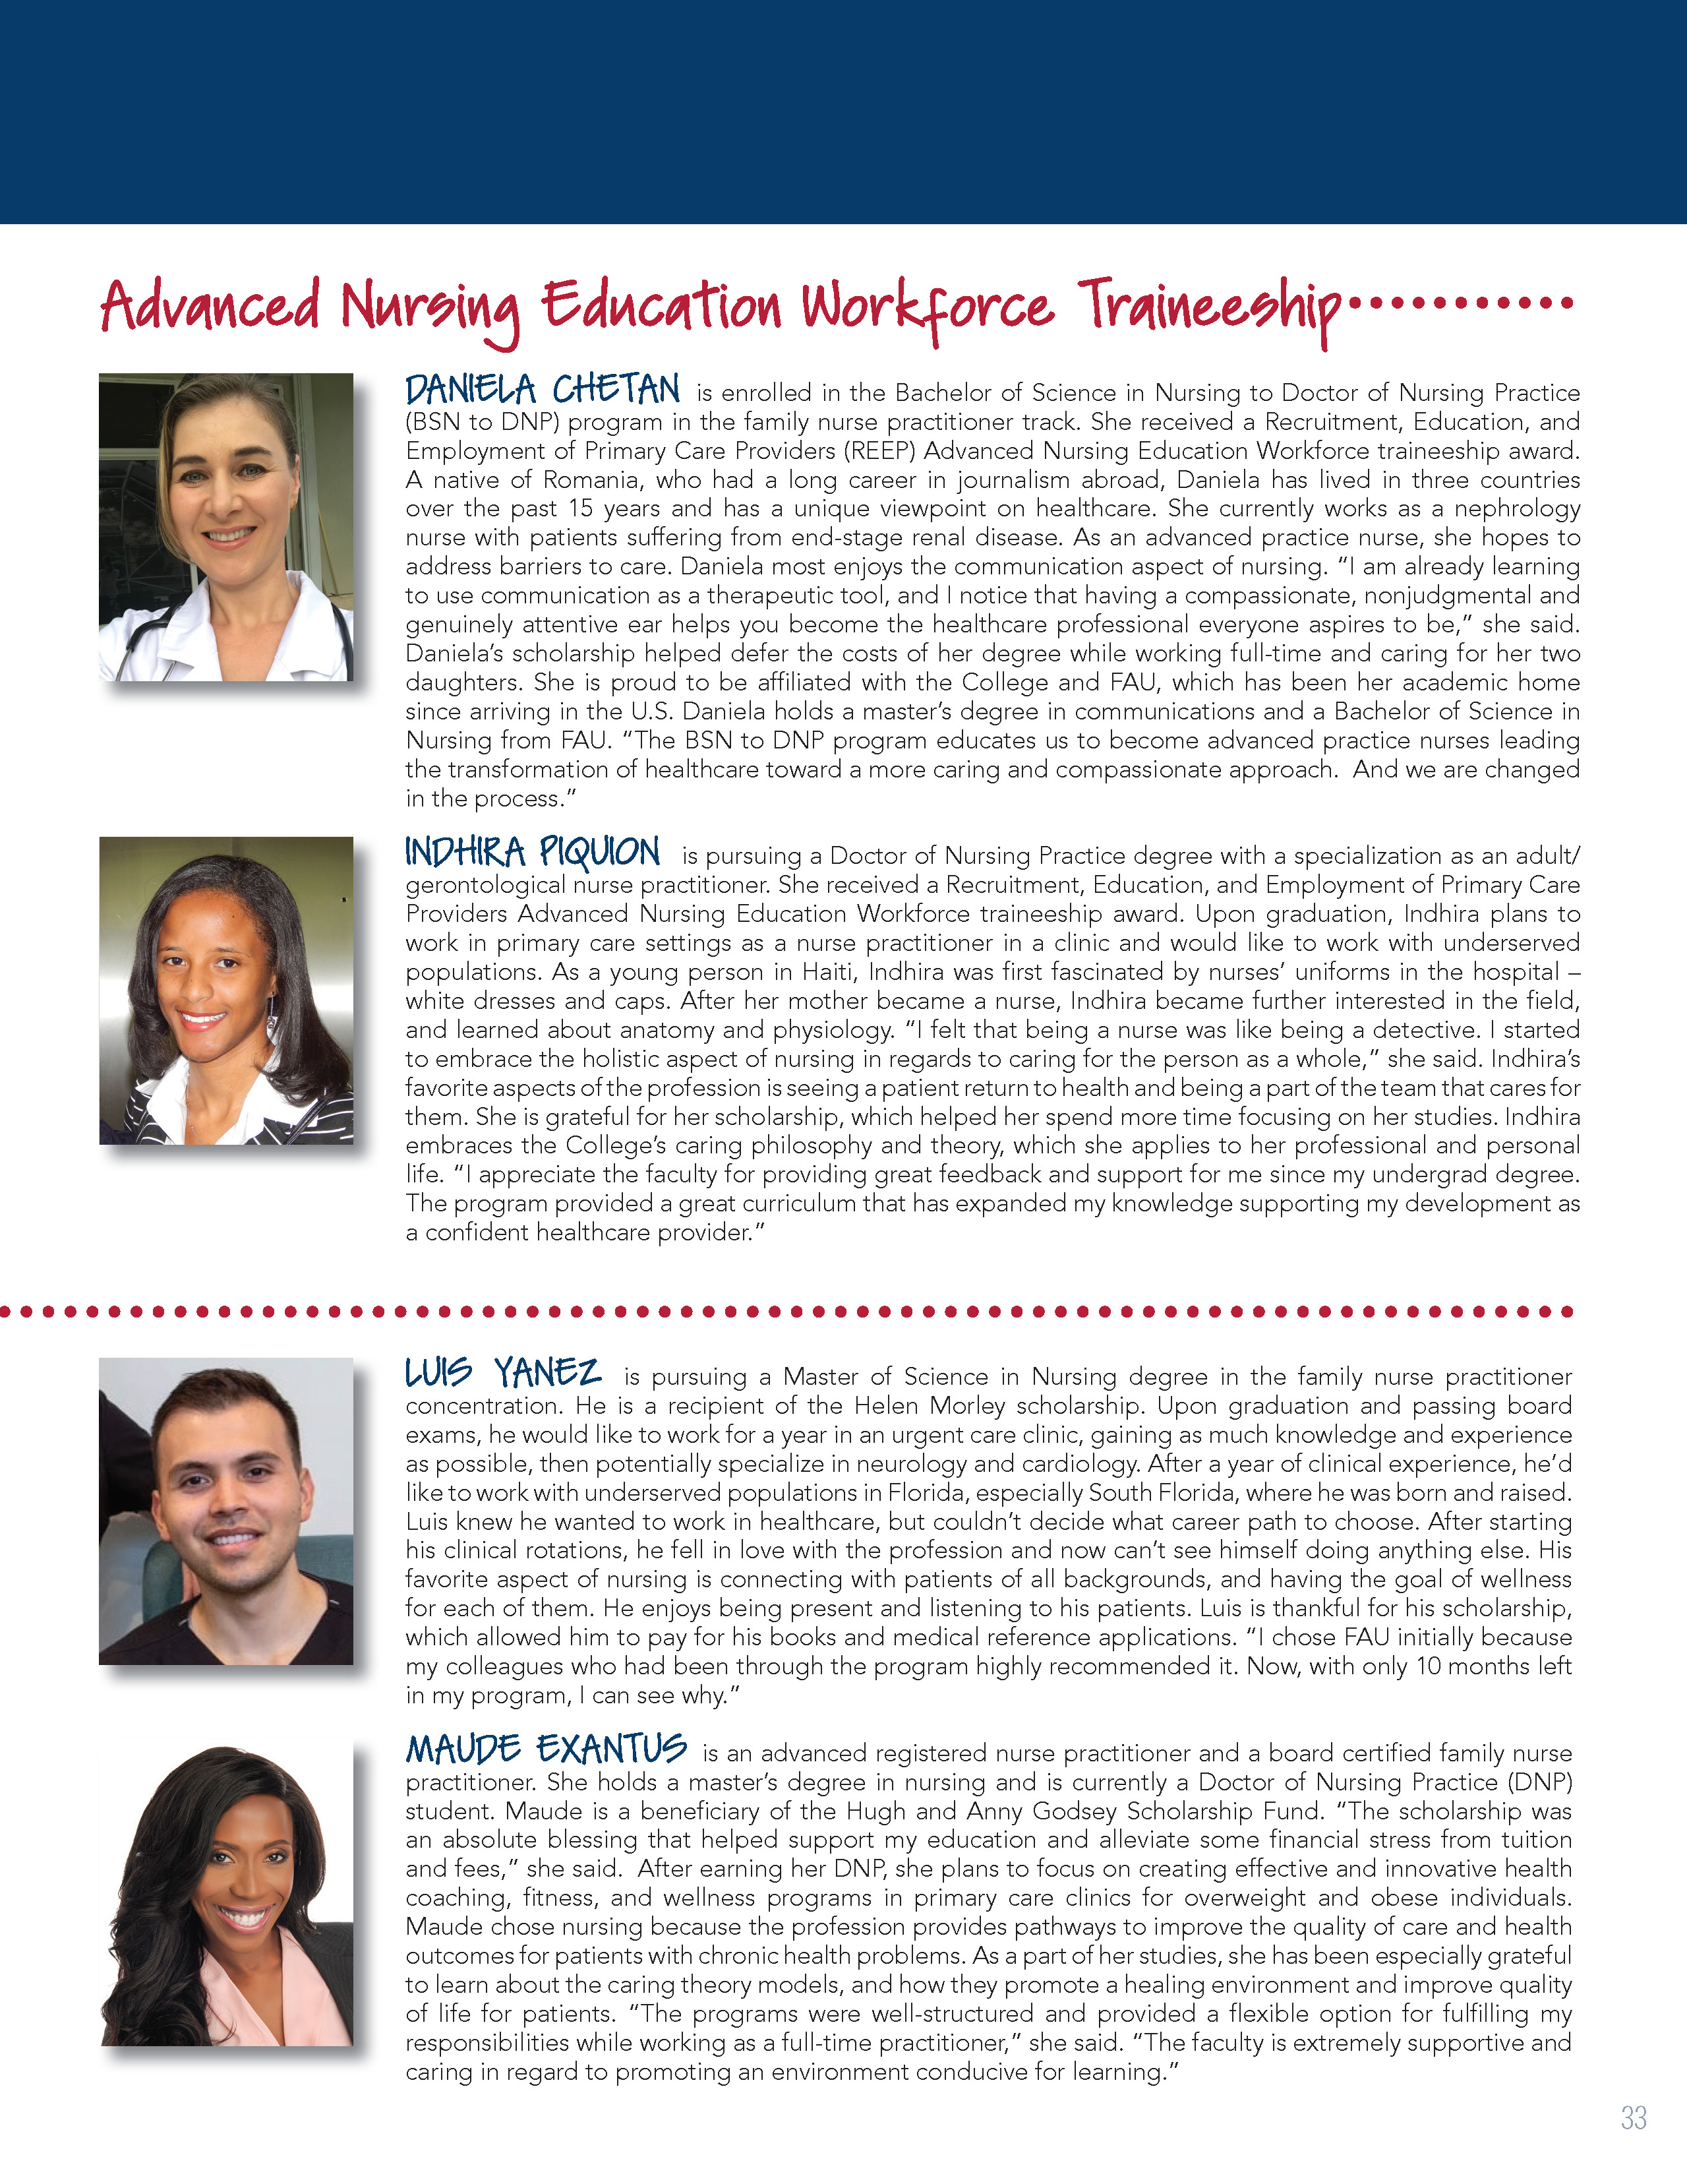 Advanced Nursing Education Workforce Traineeship
DANIELA CHETAN is enrolled in the Bachelor of Science in Nursing to Doctor of Nursing Practice
(BSN to DNP) program in the family nurse practitioner track. She received a Recruitment, Education, and
Employment of Primary Care Providers (REEP) Advanced Nursing Education Workforce traineeship award.
A native of Romania, who had a long career in journalism abroad, Daniela has lived in three countries
over the past 15 years and has a unique viewpoint on healthcare. She currently works as a nephrology
nurse with patients suffering from end-stage renal disease. As an advanced practice nurse, she hopes to
address barriers to care. Daniela most enjoys the communication aspect of nursing. “I am already learning
to use communication as a therapeutic tool, and I notice that having a compassionate, nonjudgmental and
genuinely attentive ear helps you become the healthcare professional everyone aspires to be,” she said.
Daniela’s scholarship helped defer the costs of her degree while working full-time and caring for her two
daughters. She is proud to be affiliated with the College and FAU, which has been her academic home
since arriving in the U.S. Daniela holds a master’s degree in communications and a Bachelor of Science in
Nursing from FAU. “The BSN to DNP program educates us to become advanced practice nurses leading
the transformation of healthcare toward a more caring and compassionate approach. And we are changed
in the process.”
INDHIRA PIQUION is pursuing a Doctor of Nursing Practice degree with a specialization as an adult/
gerontological nurse practitioner. She received a Recruitment, Education, and Employment of Primary Care
Providers Advanced Nursing Education Workforce traineeship award. Upon graduation, Indhira plans to
work in primary care settings as a nurse practitioner in a clinic and would like to work with underserved
populations. As a young person in Haiti, Indhira was first fascinated by nurses’ uniforms in the hospital –
white dresses and caps. After her mother became a nurse, Indhira became further interested in the field,
and learned about anatomy and physiology. “I felt that being a nurse was like being a detective. I started
to embrace the holistic aspect of nursing in regards to caring for the person as a whole,” she said. Indhira’s
favorite aspects of the profession is seeing a patient return to health and being a part of the team that cares for
them. She is grateful for her scholarship, which helped her spend more time focusing on her studies. Indhira
embraces the College’s caring philosophy and theory, which she applies to her professional and personal
life. “I appreciate the faculty for providing great feedback and support for me since my undergrad degree.
The program provided a great curriculum that has expanded my knowledge supporting my development as
a confident healthcare provider.”
LUIS YANEZ is pursuing a Master of Science in Nursing degree in the family nurse practitioner
concentration. He is a recipient of the Helen Morley scholarship. Upon graduation and passing board
exams, he would like to work for a year in an urgent care clinic, gaining as much knowledge and experience
as possible, then potentially specialize in neurology and cardiology. After a year of clinical experience, he’d
like to work with underserved populations in Florida, especially South Florida, where he was born and raised.
Luis knew he wanted to work in healthcare, but couldn’t decide what career path to choose. After starting
his clinical rotations, he fell in love with the profession and now can’t see himself doing anything else. His
favorite aspect of nursing is connecting with patients of all backgrounds, and having the goal of wellness
for each of them. He enjoys being present and listening to his patients. Luis is thankful for his scholarship,
which allowed him to pay for his books and medical reference applications. “I chose FAU initially because
my colleagues who had been through the program highly recommended it. Now, with only 10 months left
in my program, I can see why.”
MAUDE EXANTUS is an advanced registered nurse practitioner and a board certified family nurse
practitioner. She holds a master’s degree in nursing and is currently a Doctor of Nursing Practice (DNP)
student. Maude is a beneficiary of the Hugh and Anny Godsey Scholarship Fund. “The scholarship was
an absolute blessing that helped support my education and alleviate some financial stress from tuition
and fees,” she said. After earning her DNP, she plans to focus on creating effective and innovative health
coaching, fitness, and wellness programs in primary care clinics for overweight and obese individuals.
Maude chose nursing because the profession provides pathways to improve the quality of care and health
outcomes for patients with chronic health problems. As a part of her studies, she has been especially grateful
to learn about the caring theory models, and how they promote a healing environment and improve quality
of life for patients. “The programs were well-structured and provided a flexible option for fulfilling my
responsibilities while working as a full-time practitioner,” she said. “The faculty is extremely supportive and
caring in regard to promoting an environment conducive for learning.”
33